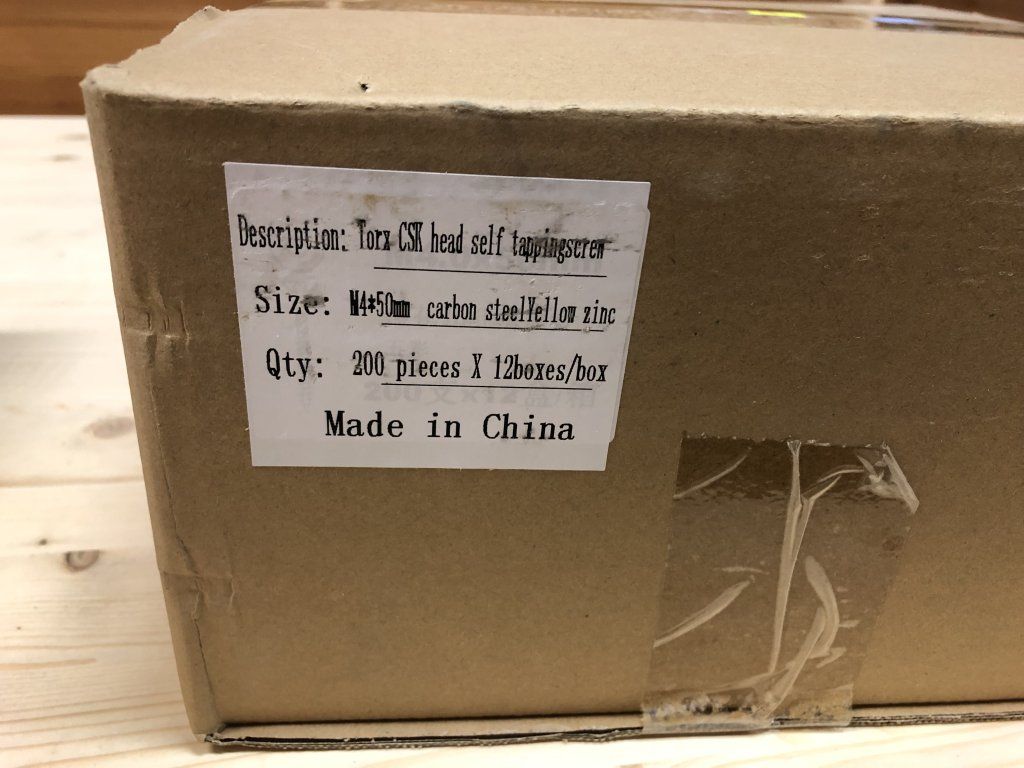 Description: Torx CSK head self tappingscrew
Size: M4*50mm carbon steelYellow zinc
Qty: 200 pieces X 12boxes/box
Made in China